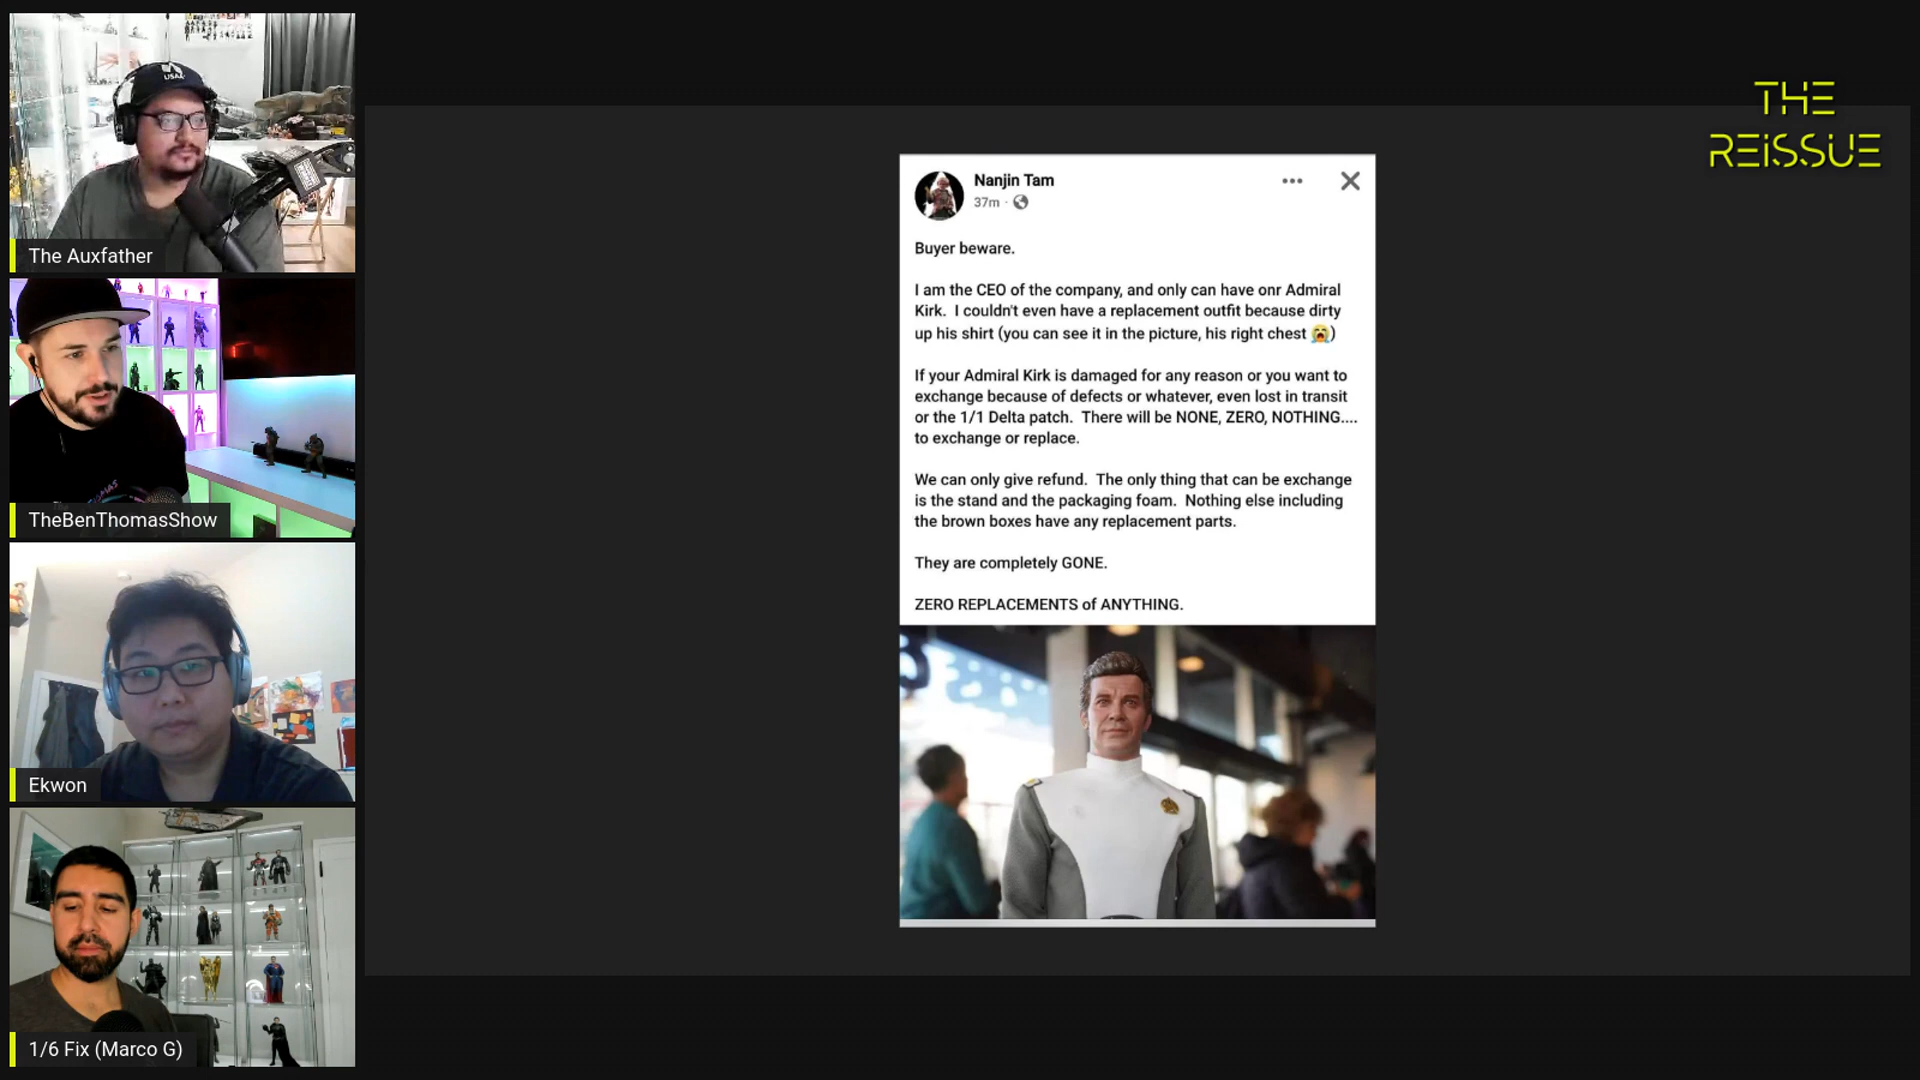 USA
The Auxfather
TheBenThomasShow
Ekwon
1/6 Fix (Marco G)
THE
REiSSUE
Nanjin Tam
37m ·
Buyer beware.
I am the CEO of the company, and only can have onr Admiral
Kirk. I couldn't even have a replacement outfit because dirty
up his shirt (you can see it in the picture, his right chest 😭)
If your Admiral Kirk is damaged for any reason or you want to
exchange because of defects or whatever, even lost in transit
or the 1/1 Delta patch. There will be NONE, ZERO, NOTHING....
to exchange or replace.
We can only give refund. The only thing that can be exchange
is the stand and the packaging foam. Nothing else including
the brown boxes have any replacement parts.
They are completely GONE.
ZERO REPLACEMENTS of ANYTHING.